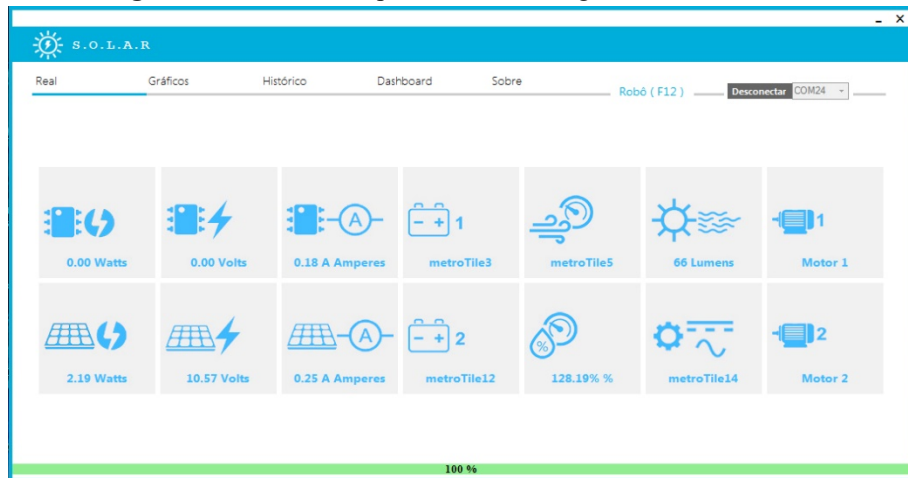 S.O.L.A.R
Real Gráficos Histórico Dashboard Sobre
Robô ( F12 ) Desconectar COM24
A 1 1
0.00 Watts 0.00 Volts 0.18 A Amperes metroTile3 metroTile5 66 Lumens Motor 1
A 2 % 2
2.19 Watts 10.57 Volts 0.25 A Amperes metroTile12 128.19% % metroTile14 Motor 2
100 %